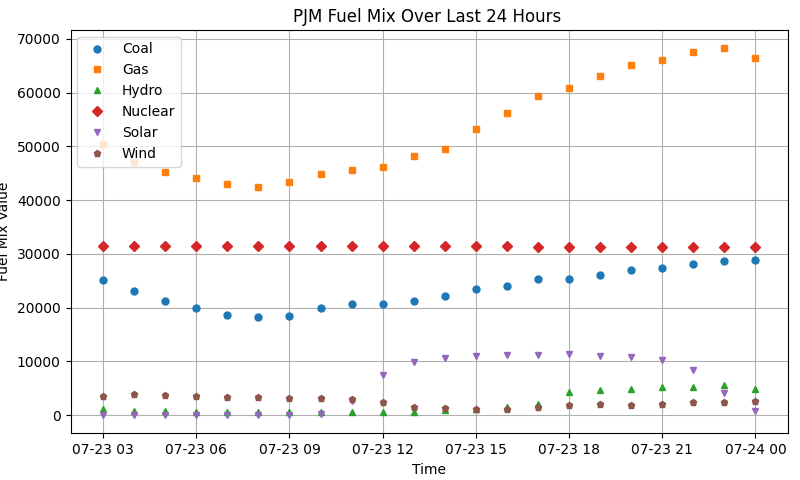 PJM Fuel Mix Over Last 24 Hours
70000
60000
50000
40000
30000
20000
10000
0
Fuel Mix Value
Coal
Gas
Hydro
Nuclear
Solar
Wind
07-23 03
07-23 06
07-23 09
07-23 12
07-23 15
07-23 18
07-23 21
07-24 00
Time